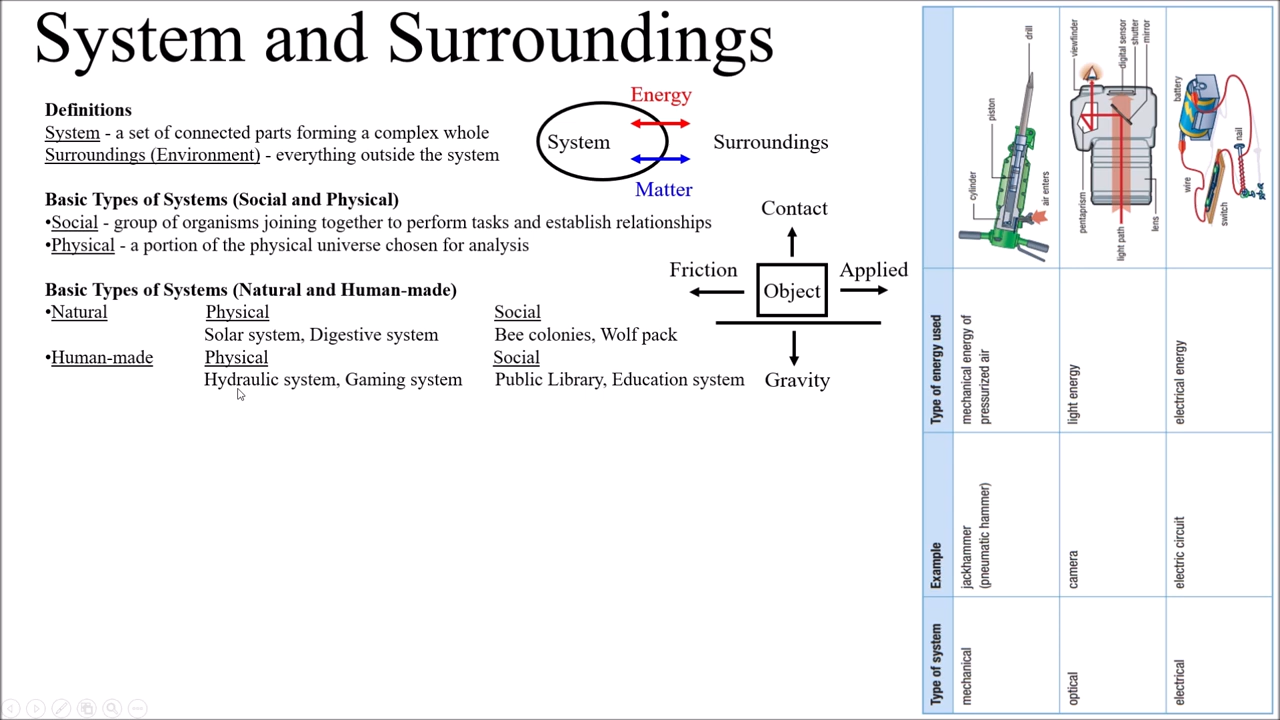 System and Surroundings
Definitions
System - a set of connected parts forming a complex whole
Surroundings (Environment) - everything outside the system
Energy
System
Surroundings
Matter
Basic Types of Systems (Social and Physical)
•Social - group of organisms joining together to perform tasks and establish relationships
•Physical - a portion of the physical universe chosen for analysis
Contact
Friction
Applied
Object
Gravity
Basic Types of Systems (Natural and Human-made)
•Natural Physical Social
Solar system, Digestive system Bee colonies, Wolf pack
•Human-made Physical Social
Hydraulic system, Gaming system Public Library, Education system
Type of system Example Type of energy used
mechanical
jackhammer
(pneumatic hammer)
mechanical energy of
pressurized air
cylinder
piston
drill
air enters
optical
camera
light energy
pentaprism
viewfinder
light path
digital sensor
shutter
mirror
lens
electrical
electric circuit
electrical energy
wire
battery
switch
nail